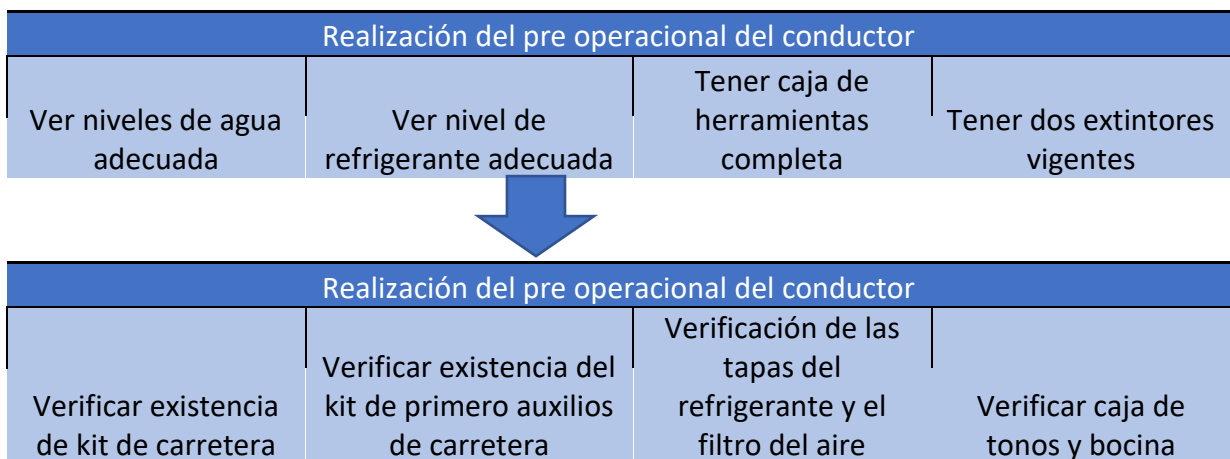 Realización del pre operacional del conductor
Ver niveles de agua
adecuada
Ver nivel de
refrigerante adecuada
Tener caja de
herramientas
completa
Tener dos extintores
vigentes
Realización del pre operacional del conductor
Verificar existencia
de kit de carretera
Verificar existencia del
kit de primero auxilios
de carretera
Verificación de las
tapas del
refrigerante y el
filtro del aire
Verificar caja de
tonos y bocina